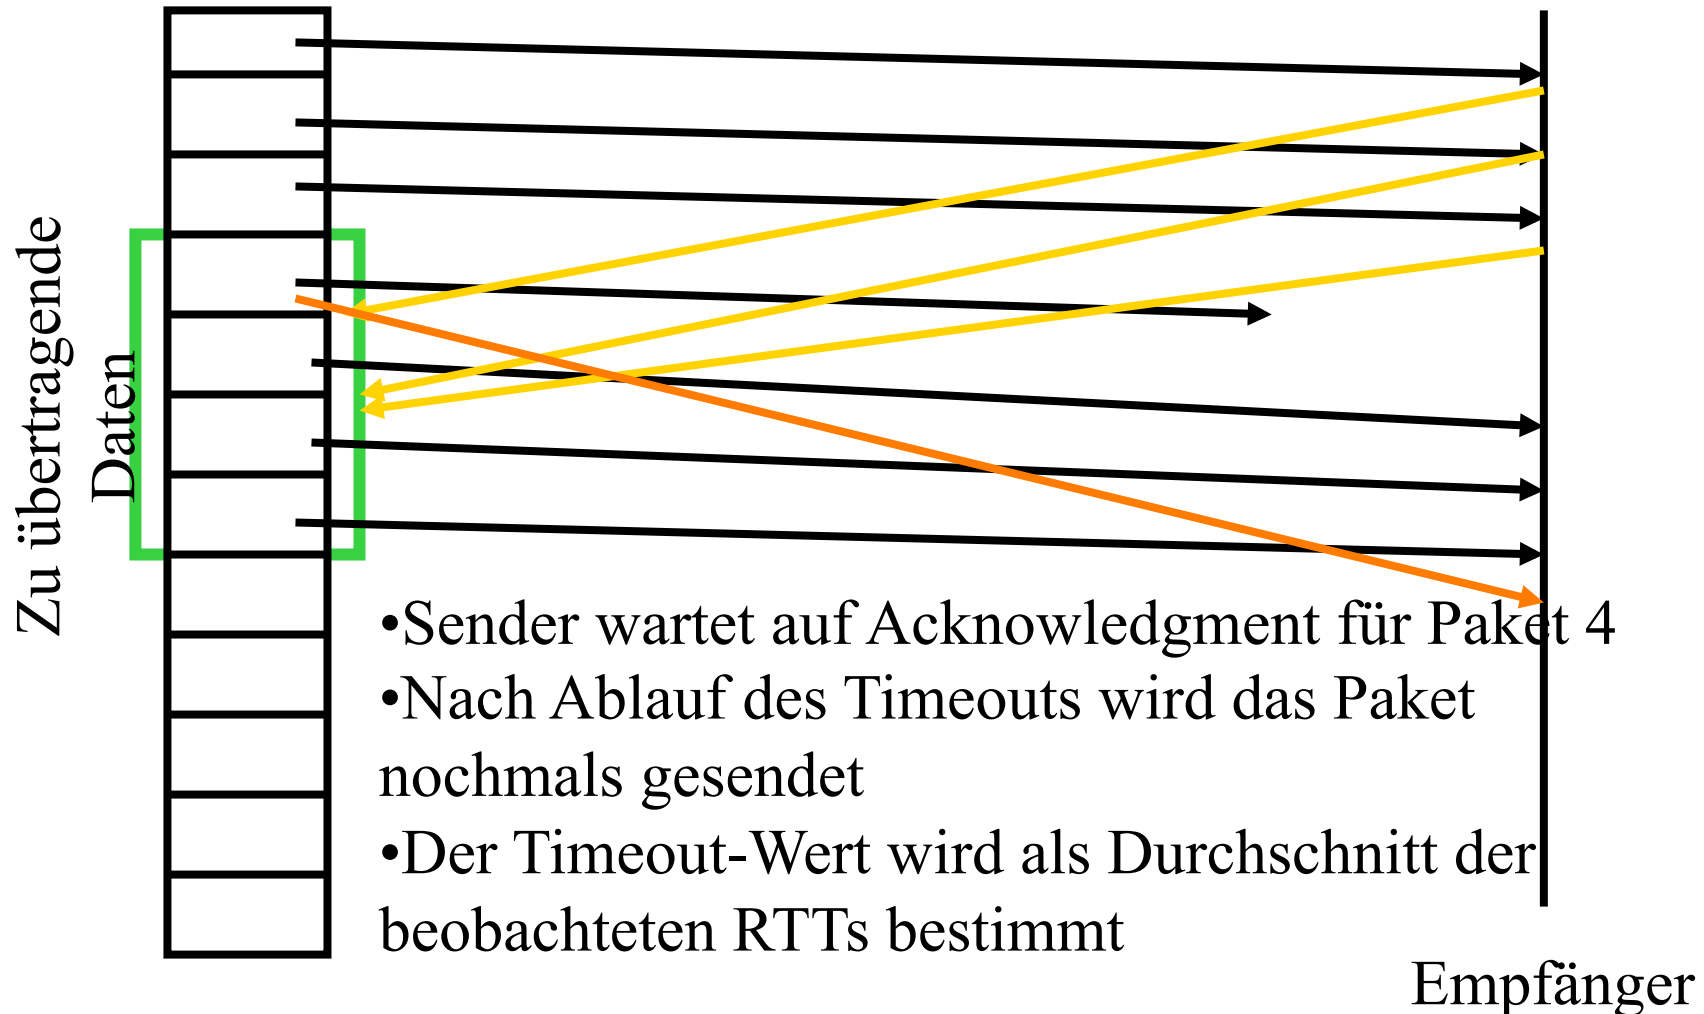 Zu übertragende
Daten
•Sender wartet auf Acknowledgment für Paket 4
•Nach Ablauf des Timeouts wird das Paket
nochmals gesendet
•Der Timeout-Wert wird als Durchschnitt der
beobachteten RTTs bestimmt
Empfänger